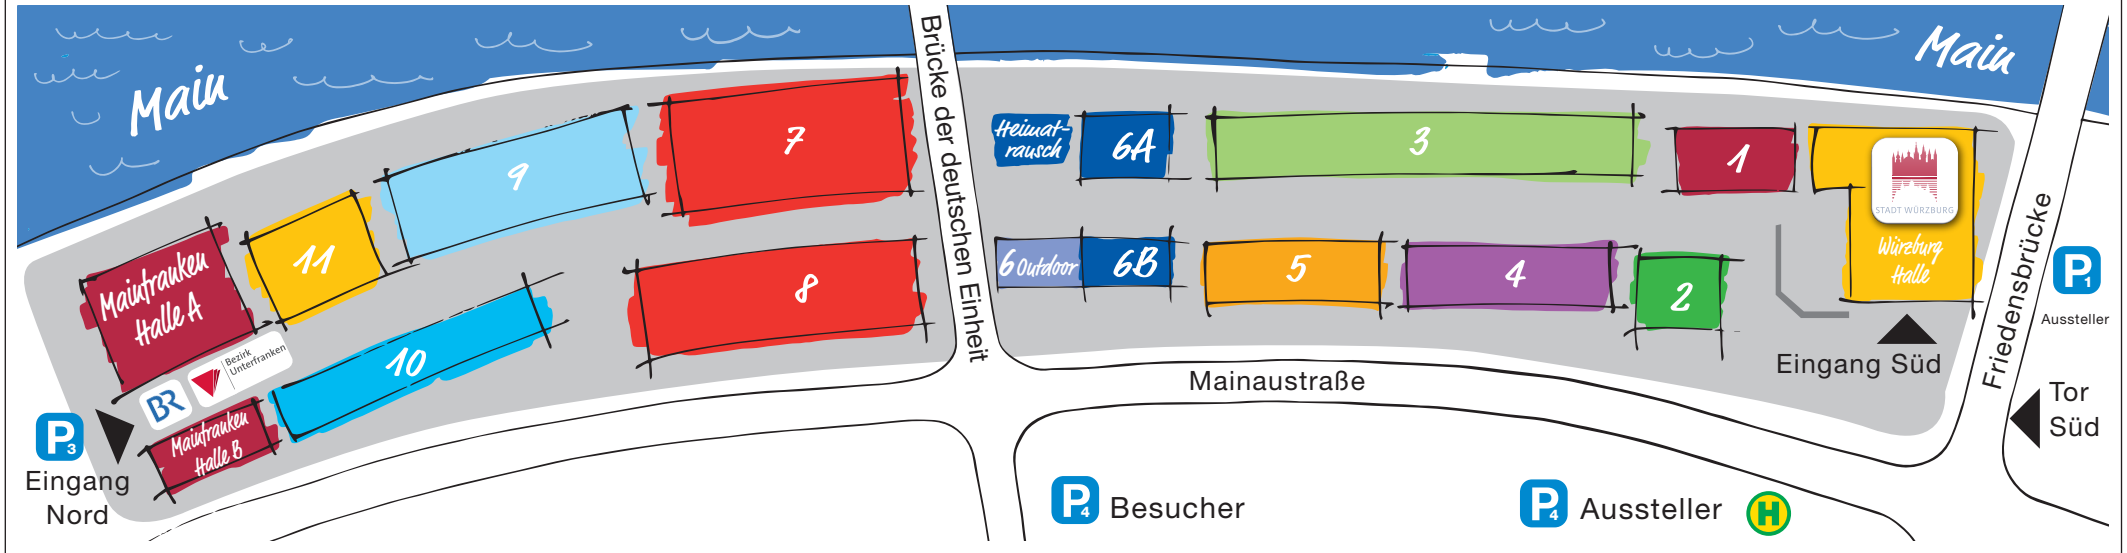 Main
Brücke der deutschen Einheit
Main
Heimat-
rausch
6A
3
1
STADT WÜRZBURG
Würzburg
Halle
7
9
11
Mainfranken
Halle A
8
6 Outdoor
6B
5
4
2
10
BR
Bezirk
Unterfranken
Mainfranken
Halle B
P3
Eingang
Nord
Mainaustraße
Eingang Süd
Friedensbrücke
P1
Aussteller
Tor
Süd
P4 Besucher
P4 Aussteller H